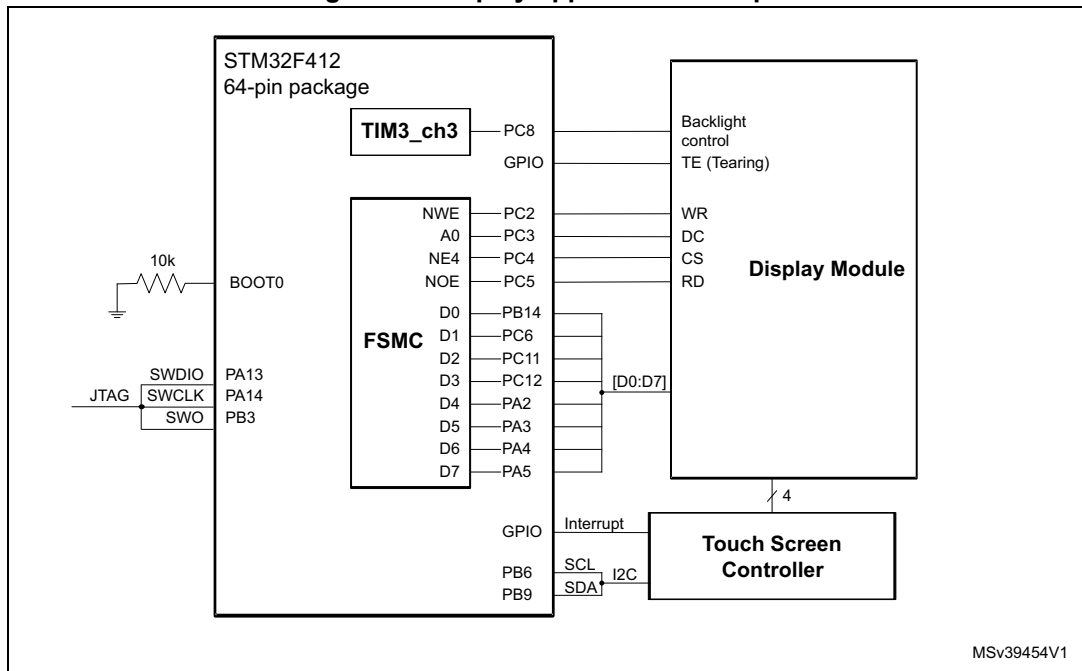 STM32F412
64-pin package
TIM3_ch3
PC8
Backlight
control
GPIO
TE (Tearing)
NWE
PC2
WR
A0
PC3
DC
NE4
PC4
CS
NOE
PC5
RD
Display Module
10k
BOOT0
FSMC
D0
PB14
D1
PC6
D2
PC11
D3
PC12
D4
PA2
D5
PA3
D6
PA4
D7
PA5
[D0:D7]
JTAG
SWDIO
PA13
SWCLK
PA14
SWO
PB3
4
GPIO
Interrupt
Touch Screen
Controller
PB6
SCL
PB9
SDA
I2C
MSv39454V1